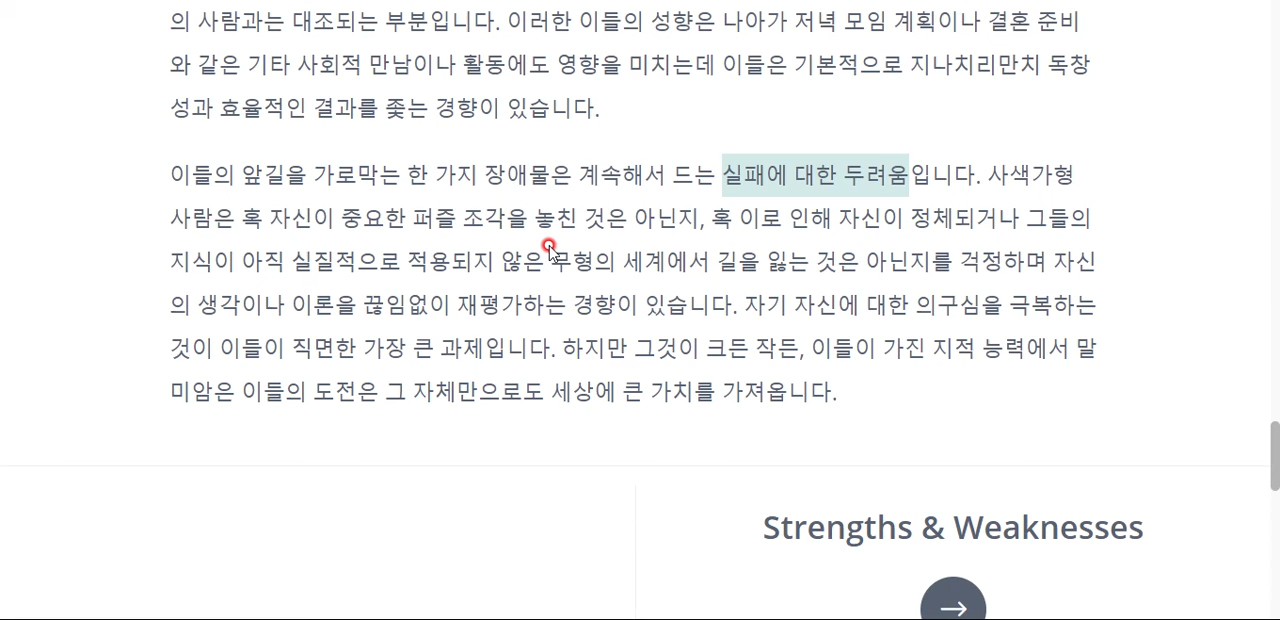 의 사람과는 대조되는 부분입니다. 이러한 이들의 성향은 나아가 저녁 모임 계획이나 결혼 준비
와 같은 기타 사회적 만남이나 활동에도 영향을 미치는데 이들은 기본적으로 지나치리만치 독창
성과 효율적인 결과를 좇는 경향이 있습니다.
이들의 앞길을 가로막는 한 가지 장애물은 계속해서 드는 실패에 대한 두려움입니다. 사색가형
사람은 혹 자신이 중요한 퍼즐 조각을 놓친 것은 아닌지, 혹 이로 인해 자신이 정체되거나 그들의
지식이 아직 실질적으로 적용되지 않은 무형의 세계에서 길을 잃는 것은 아닌지를 걱정하며 자신
의 생각이나 이론을 끊임없이 재평가하는 경향이 있습니다. 자기 자신에 대한 의구심을 극복하는
것이 이들이 직면한 가장 큰 과제입니다. 하지만 그것이 크든 작든, 이들이 가진 지적 능력에서 말
미암은 이들의 도전은 그 자체만으로도 세상에 큰 가치를 가져옵니다.
Strengths & Weaknesses